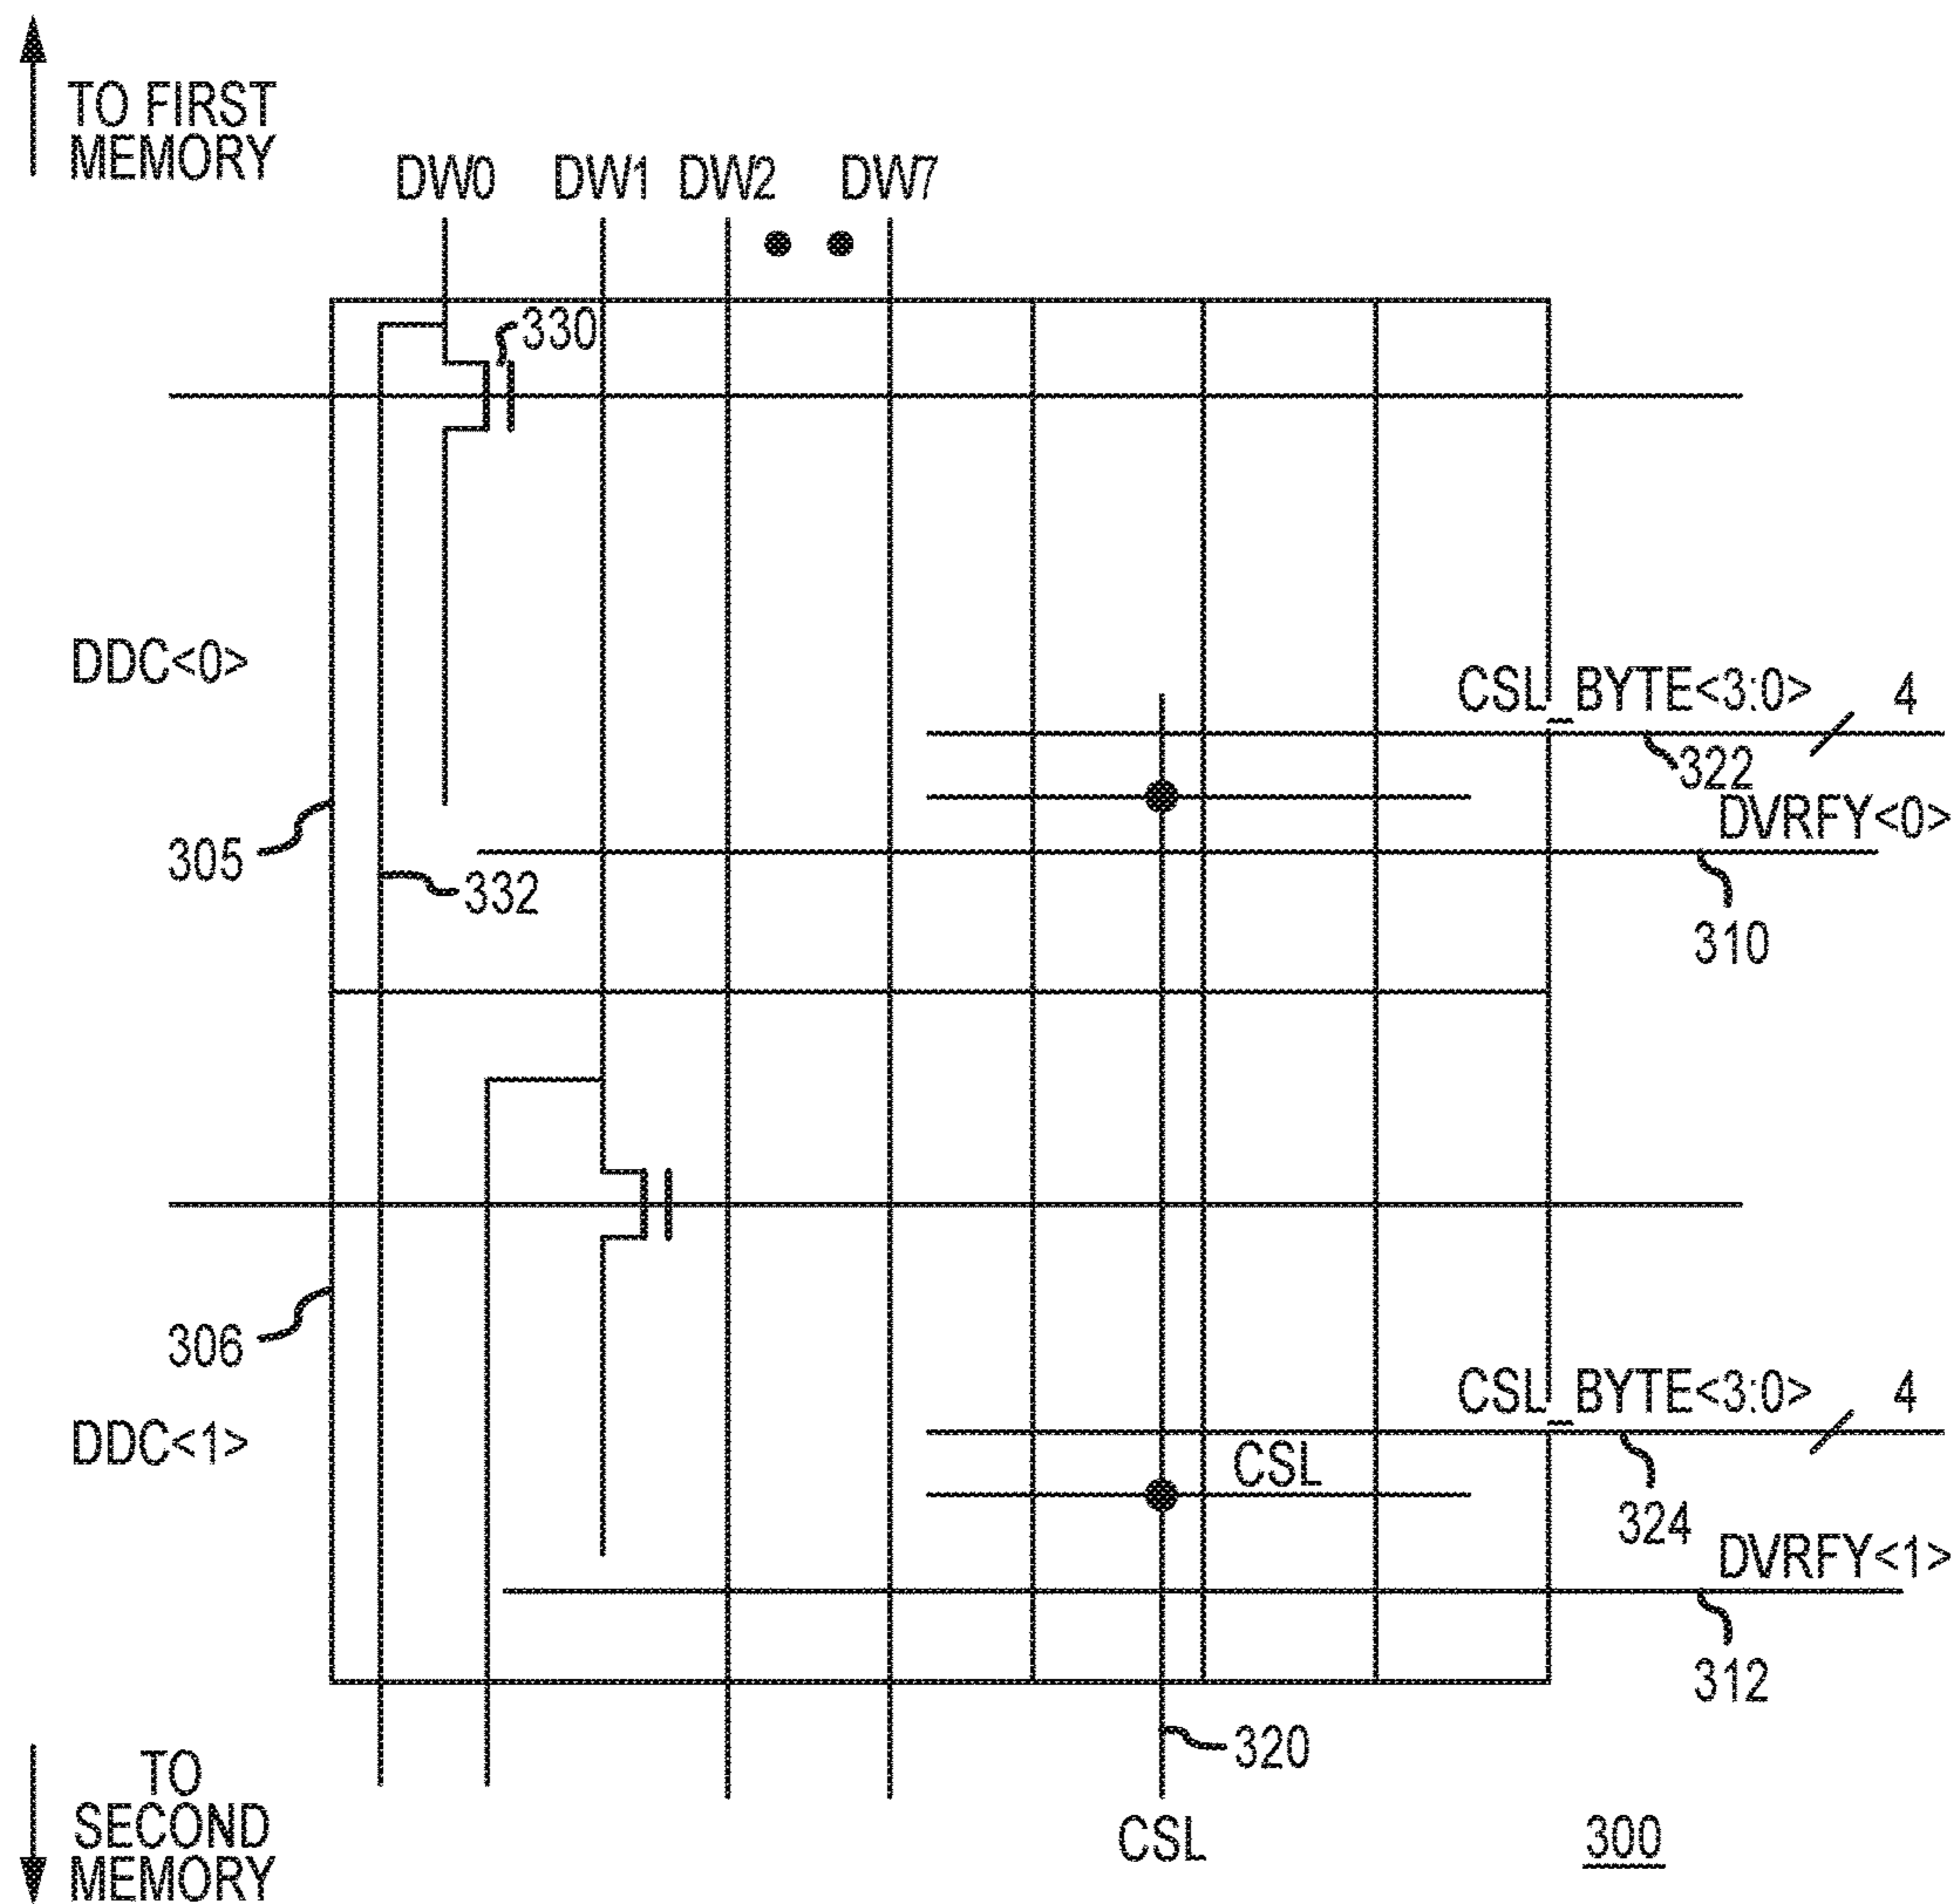 TO FIRST
MEMORY
DW0 DW1 DW2 DW7
330
DDC<0>
CSL_BYTE<3:0> 4
322
DVRFY<0>
305
332
310
306
DDC<1>
CSL_BYTE<3:0> 4
CSL
324
DVRFY<1>
312
320
TO
SECOND
MEMORY
CSL
300